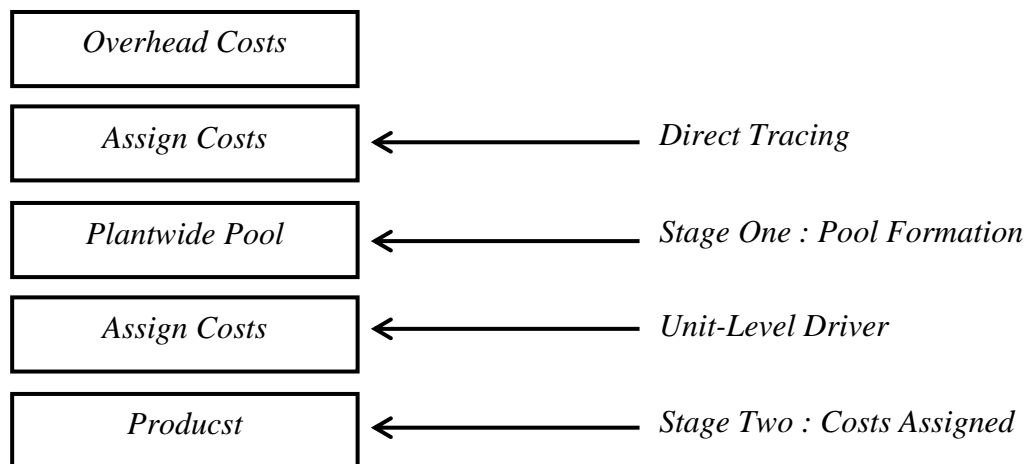 Overhead Costs
Assign Costs
Direct Tracing
Plantwide Pool
Stage One : Pool Formation
Assign Costs
Unit-Level Driver
Producst
Stage Two : Costs Assigned